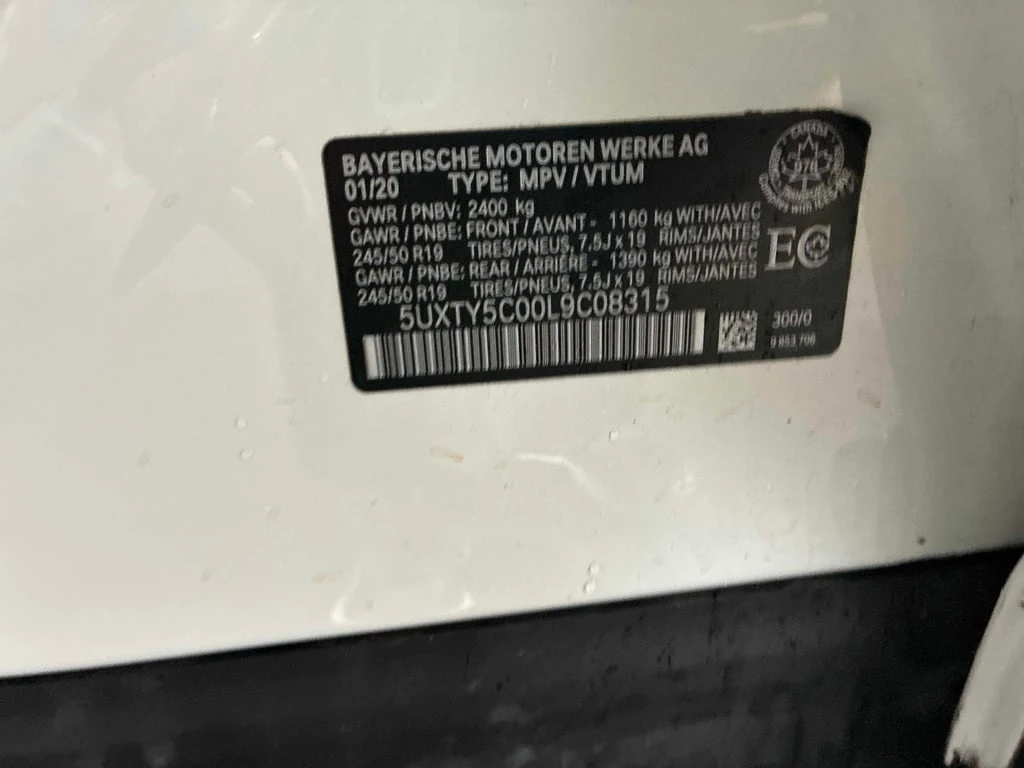 BAYERISCHE MOTOREN WERKE AG
01/20 TYPE: MPV / VTUM
GVWR / PNBV: 2400 kg
GAWR / PNBE: FRONT / AVANT - 1160 kg WITH/AVEC
245/50 R19 TIRES/PNEUS, 7.5J x 19 RIMS/JANTES
GAWR / PNBE: REAR / ARRIÈRE - 1390 kg WITH/AVEC
245/50 R19 TIRES/PNEUS, 7.5J x 19 RIMS/JANTES
5UXTY5C00L9C08315
CANADA
EC
300/0
9 853 706